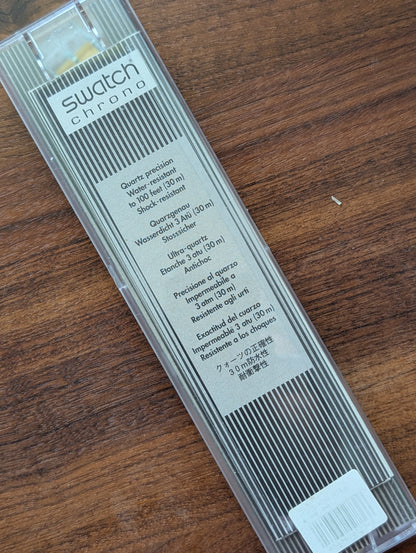 swatch
chrono
Quartz precision
Water-resistant
to 100 feet (30 m)
Shock-resistant
Quarzgenau
Wasserdicht 3 Atü (30 m)
Stosssicher
Ultra-quartz
Etanche 3 atu (30 m)
Antichoc
Precisione al quarzo
Impermeabile a
3 atm (30 m)
Resistente agli urti
Exactitud del cuarzo
Impermeable 3 atu (30 m)
Resistente a los choques
クォーツの正確性
30m防水性
耐衝撃性